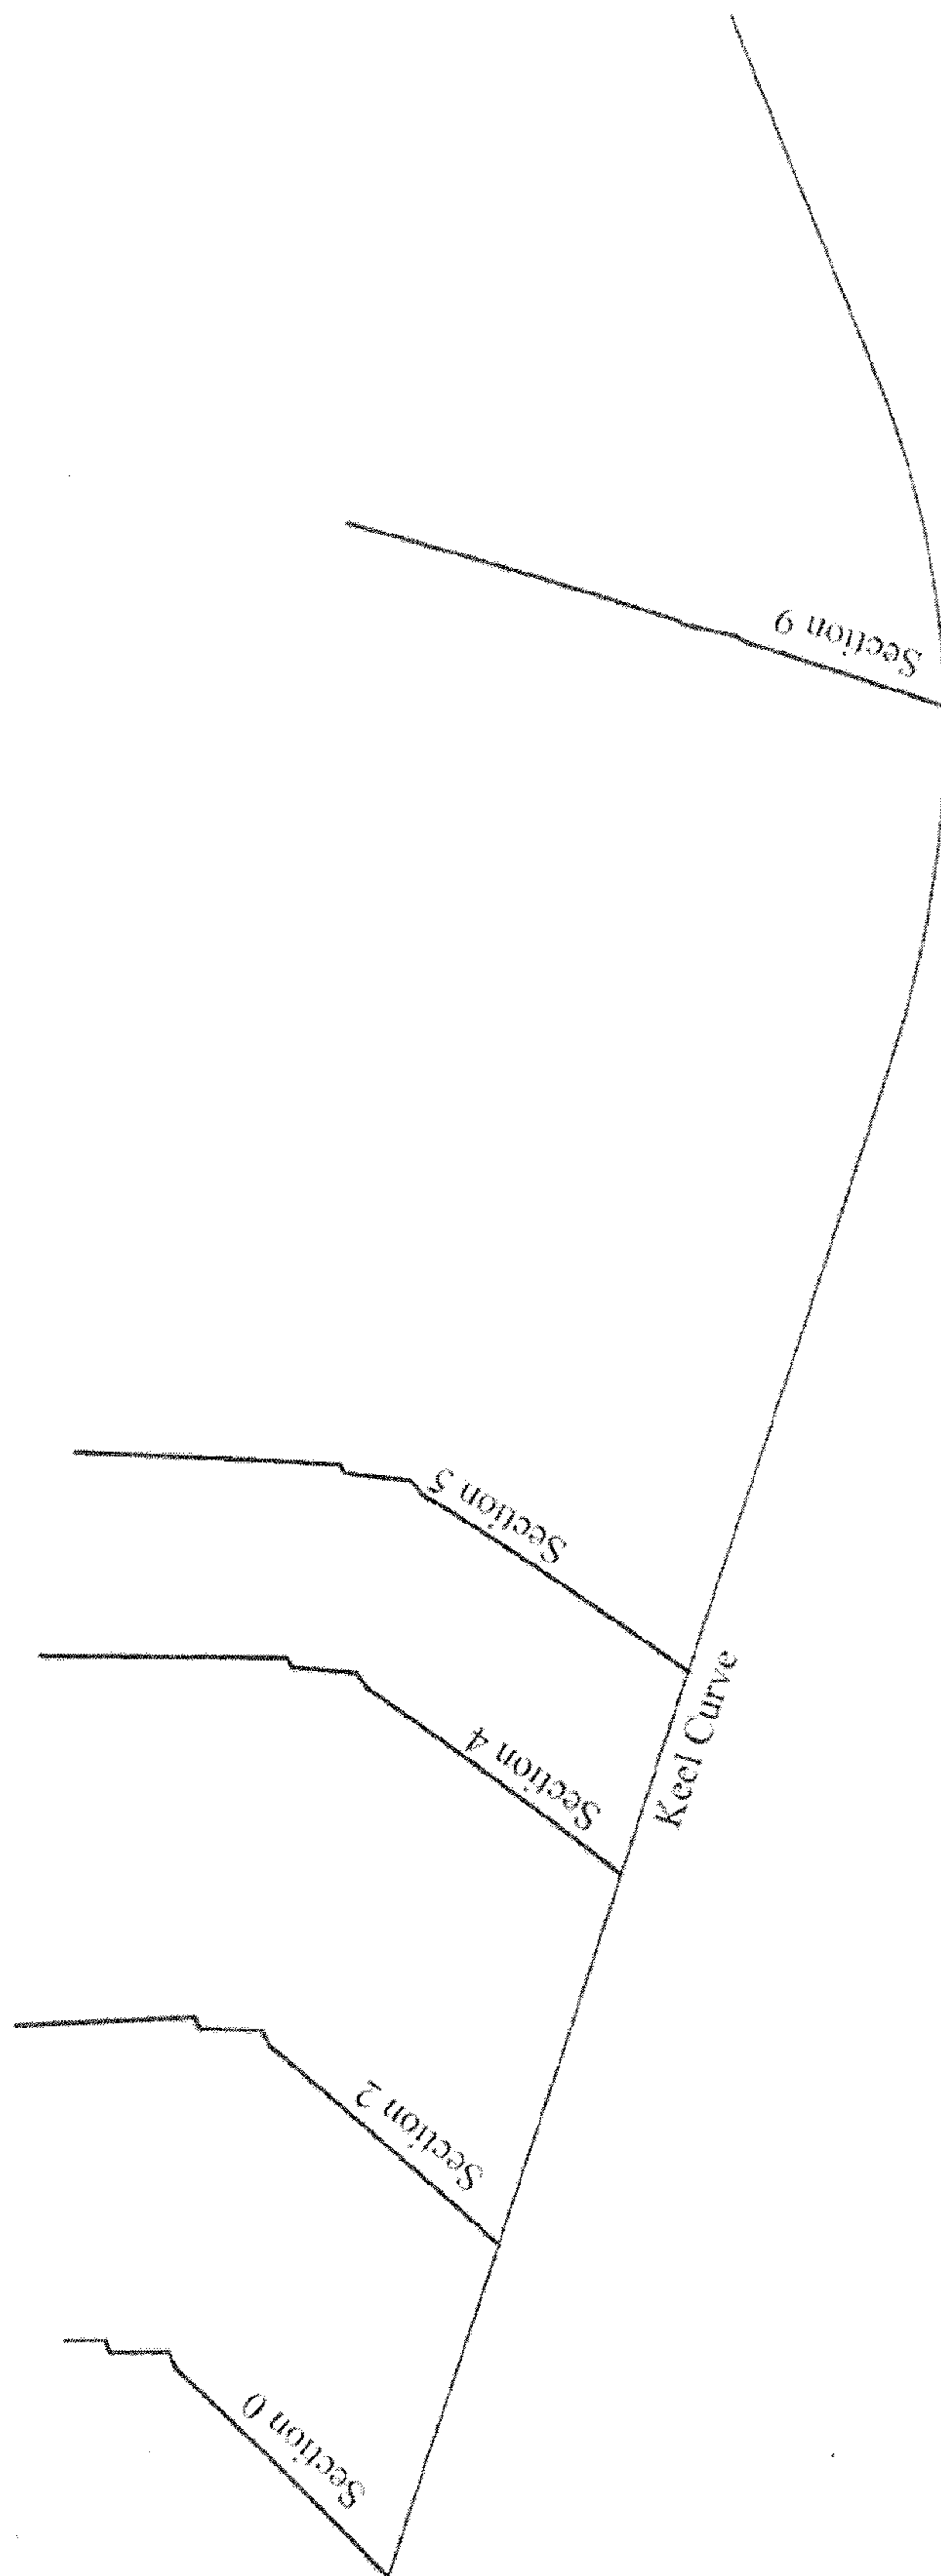 Section 9
Section 5
Section 4
Keel Curve
Section 2
Section 0